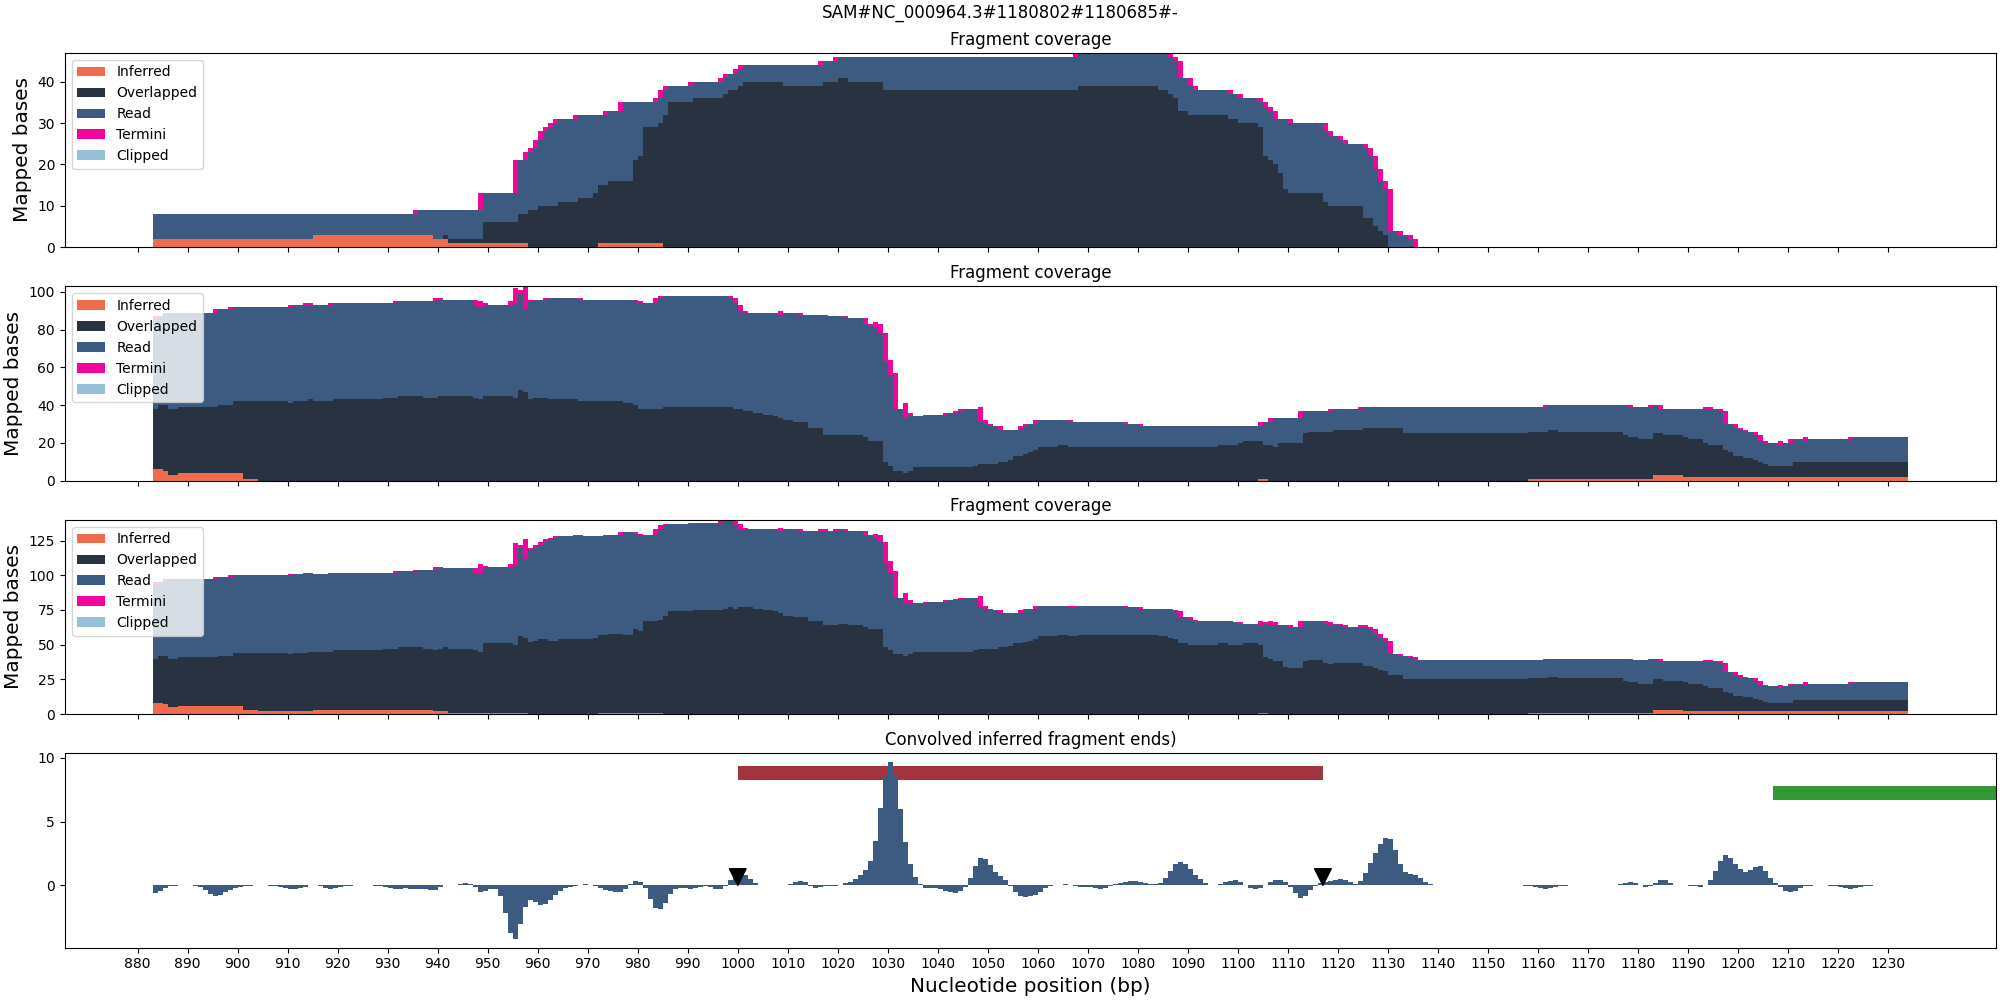 SAM#NC_000964.3#1180802#1180685#-
Fragment coverage
Mapped bases
40
30
20
10
0
Inferred
Overlapped
Read
Termini
Clipped
Fragment coverage
Mapped bases
100
80
60
40
20
0
Inferred
Overlapped
Read
Termini
Clipped
Fragment coverage
Mapped bases
125
100
75
50
25
0
Inferred
Overlapped
Read
Termini
Clipped
Convolved inferred fragment ends)
10
5
0
880 890 900 910 920 930 940 950 960 970 980 990 1000 1010 1020 1030 1040 1050 1060 1070 1080 1090 1100 1110 1120 1130 1140 1150 1160 1170 1180 1190 1200 1210 1220 1230
Nucleotide position (bp)